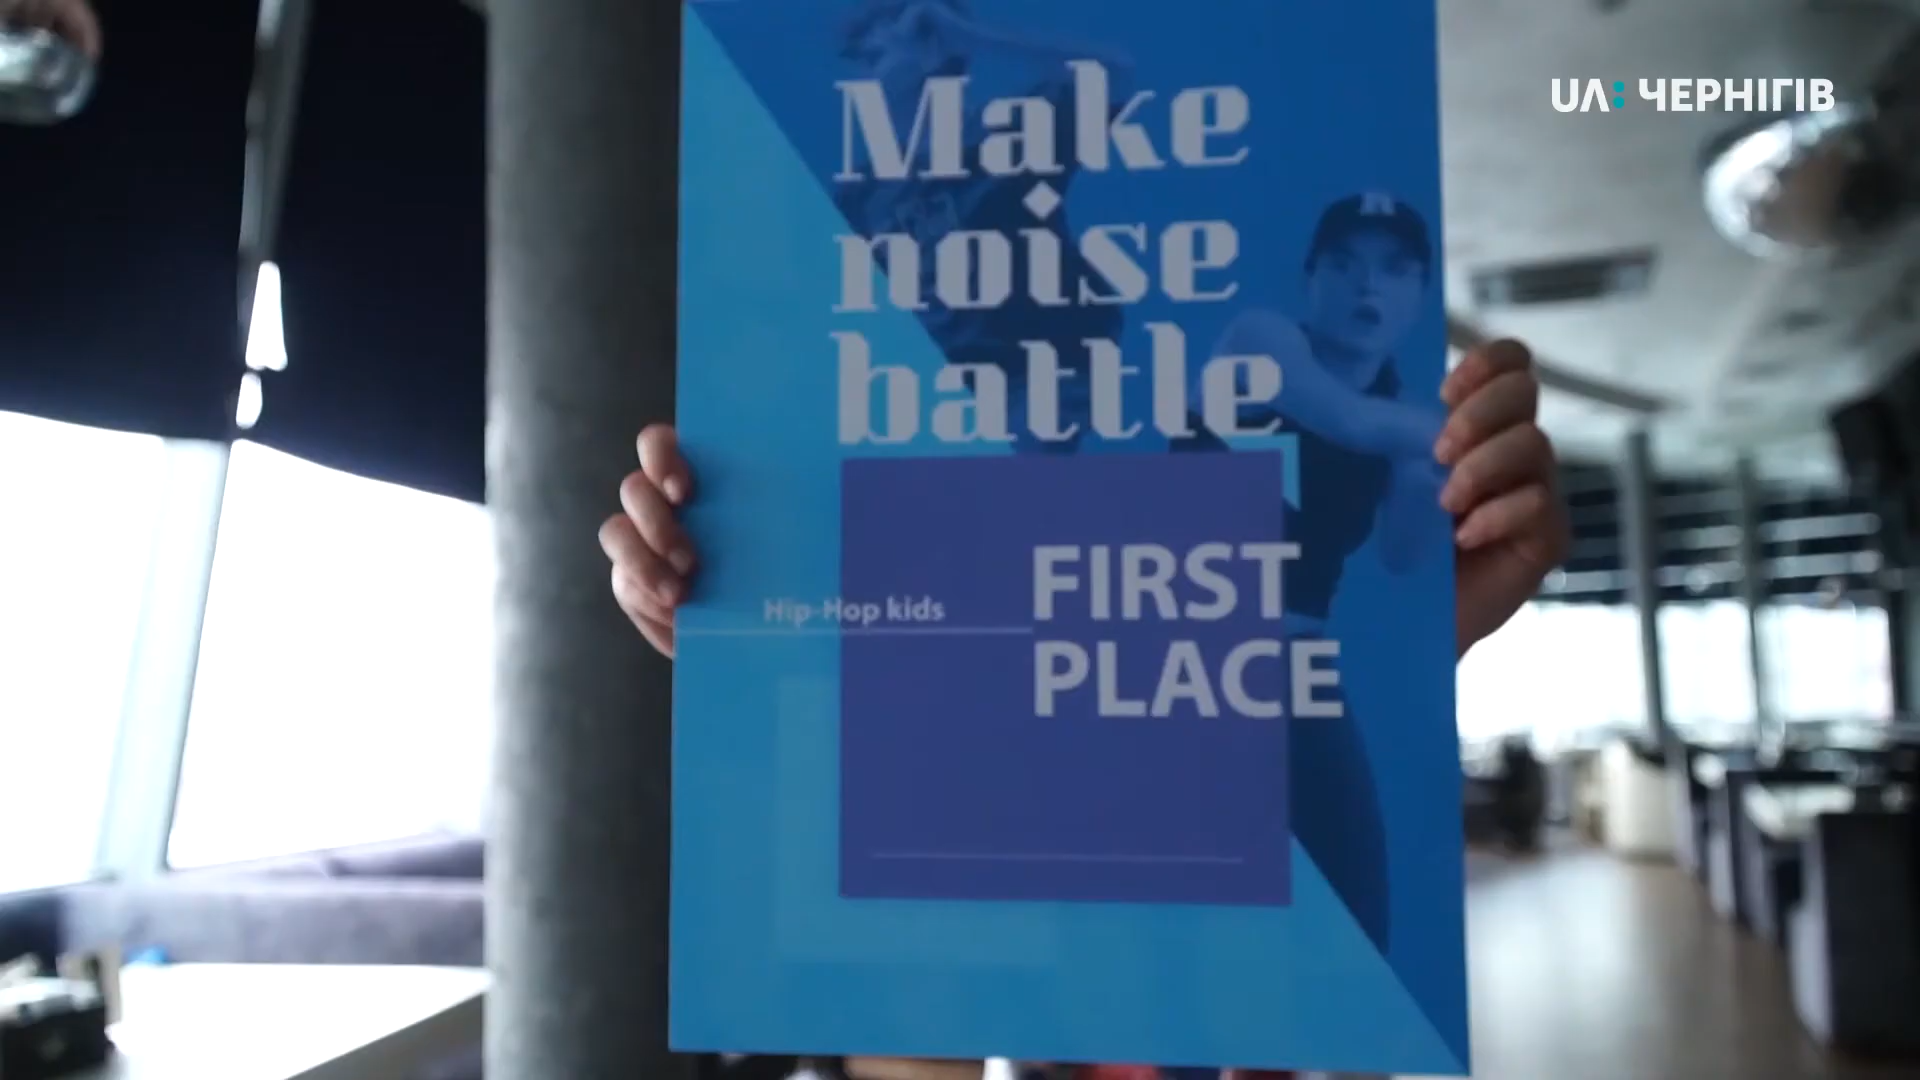 UA: ЧЕРНІГІВ
Make
noise
battle
Hip-Hop kids
FIRST
PLACE